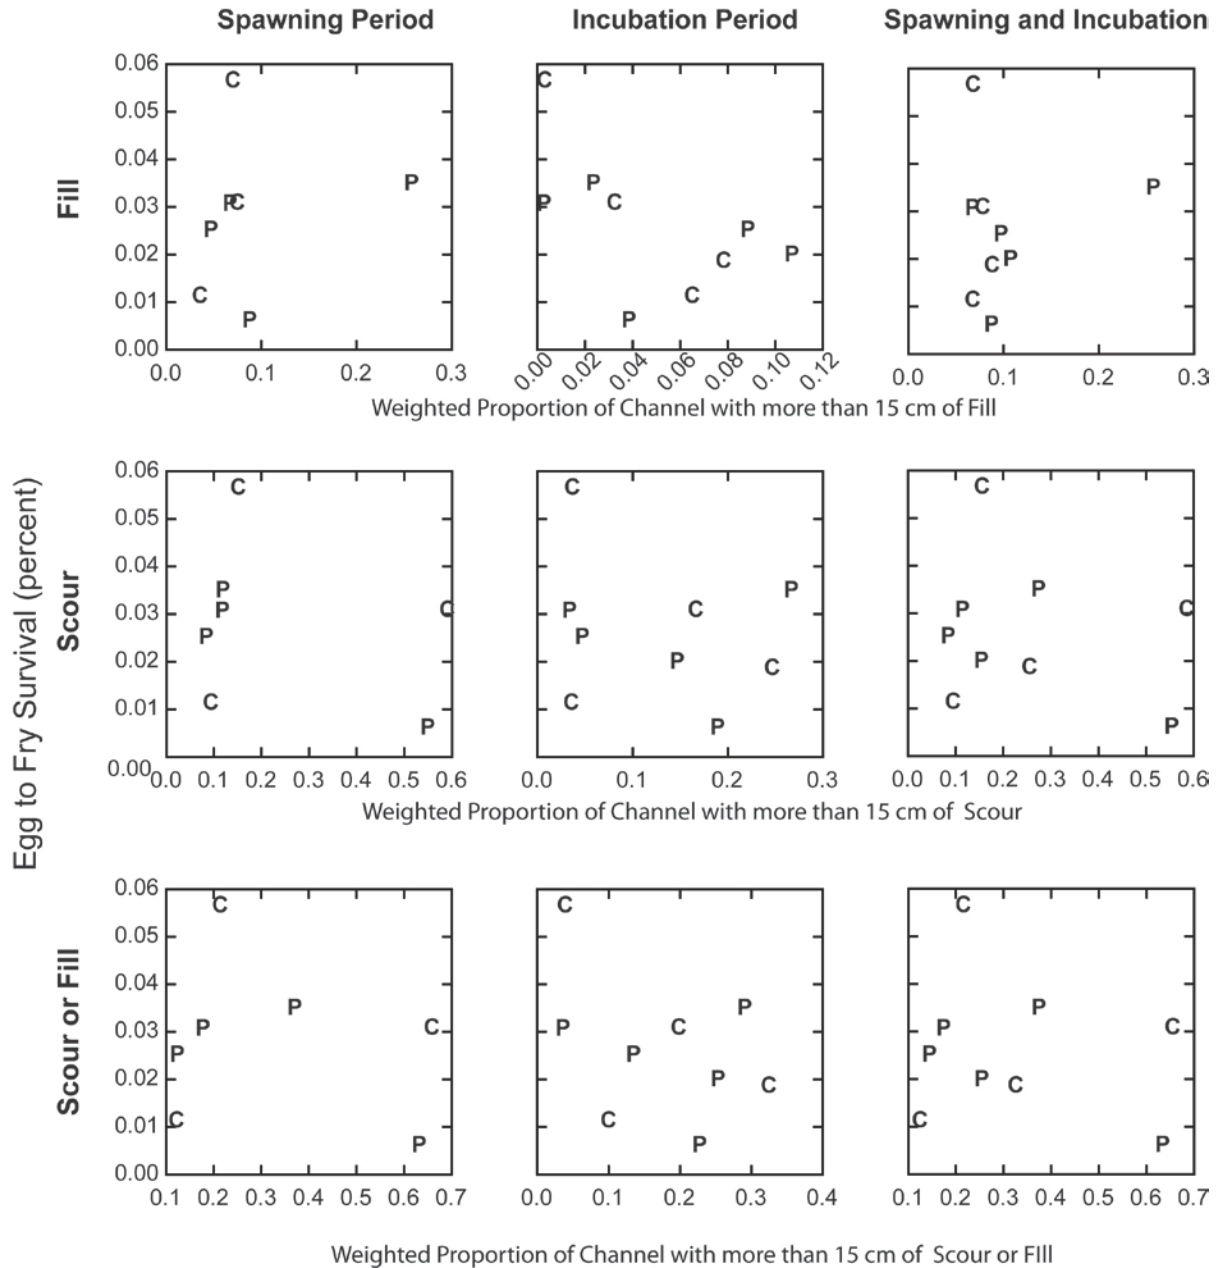 Spawning Period Incubation Period Spawning and Incubation
Egg to Fry Survival (percent)
Fill
0.06
0.05
0.04
0.03
0.02
0.01
0.00
C
P
P C
P
C
P
0.0 0.1 0.2 0.3
C
P
P C
P
C P
C
P
0.00 0.02 0.04 0.06 0.08 0.10 0.12
C
P
P C
P
P
C
C
P
0.0 0.1 0.2 0.3
Weighted Proportion of Channel with more than 15 cm of Fill
Scour
0.06
0.05
0.04
0.03
0.02
0.01
0.00
C
P
P C
P
C
P
0.0 0.1 0.2 0.3 0.4 0.5 0.6
C
P
P C
P
P C
C
P
0.0 0.1 0.2 0.3
C
P
P C
P
P C
C
P
0.0 0.1 0.2 0.3 0.4 0.5 0.6
Weighted Proportion of Channel with more than 15 cm of Scour
Scour or Fill
0.06
0.05
0.04
0.03
0.02
0.01
0.00
C
P
P C
P
C
P
0.1 0.2 0.3 0.4 0.5 0.6 0.7
C
P
P C
P
P C
C
P
0.0 0.1 0.2 0.3 0.4
C
P
P C
P
P C
C
P
0.1 0.2 0.3 0.4 0.5 0.6 0.7
Weighted Proportion of Channel with more than 15 cm of Scour or FIll